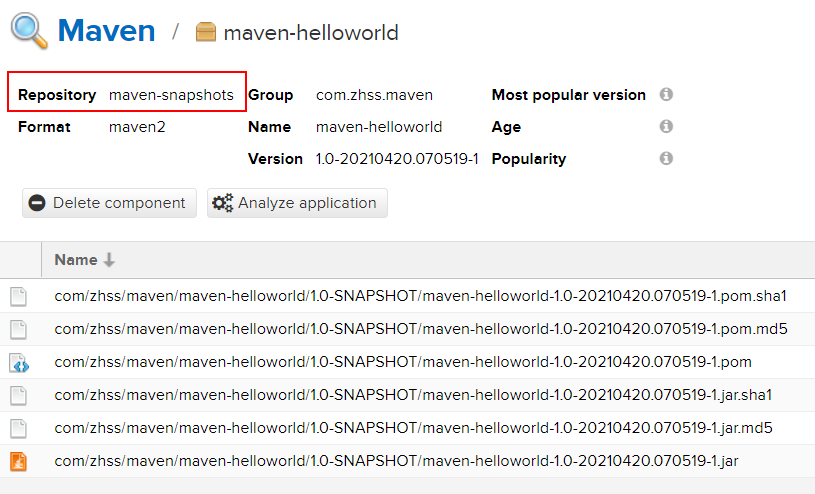 Maven / maven-helloworld
Repository maven-snapshots Group com.zhss.maven Most popular version
Format maven2 Name maven-helloworld Age
Version 1.0-20210420.070519-1 Popularity
Delete component Analyze application
Name
com/zhss/maven/maven-helloworld/1.0-SNAPSHOT/maven-helloworld-1.0-20210420.070519-1.pom.sha1
com/zhss/maven/maven-helloworld/1.0-SNAPSHOT/maven-helloworld-1.0-20210420.070519-1.pom.md5
com/zhss/maven/maven-helloworld/1.0-SNAPSHOT/maven-helloworld-1.0-20210420.070519-1.pom
com/zhss/maven/maven-helloworld/1.0-SNAPSHOT/maven-helloworld-1.0-20210420.070519-1.jar.sha1
com/zhss/maven/maven-helloworld/1.0-SNAPSHOT/maven-helloworld-1.0-20210420.070519-1.jar.md5
com/zhss/maven/maven-helloworld/1.0-SNAPSHOT/maven-helloworld-1.0-20210420.070519-1.jar